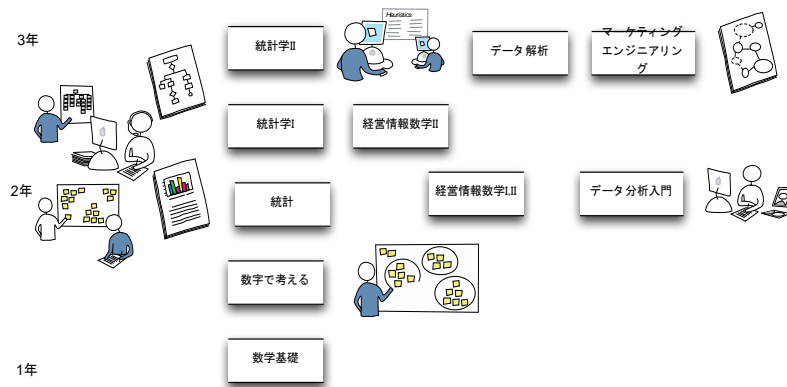 3年
統計学II
Heuristics
データ解析
マーケティング
エンジニアリン
グ
統計学I
経営情報数学II
2年
統計
経営情報数学I,II
データ分析入門
数字で考える
数学基礎
1年